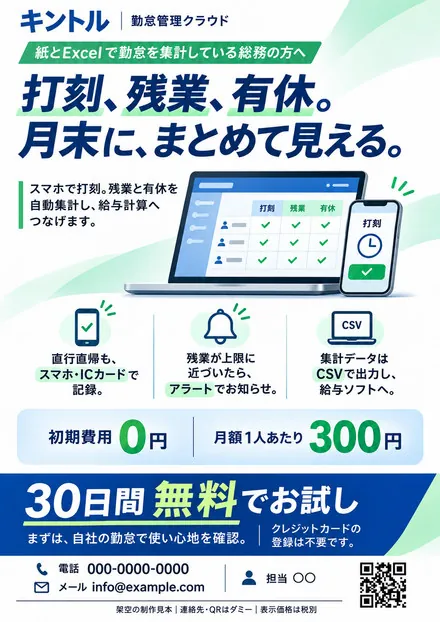 キントル
勤怠管理クラウド
紙とExcelで勤怠を集計している総務の方へ
打刻、残業、有休。
月末に、まとめて見える。
スマホで打刻。残業と有休を
自動集計し、給与計算へ
つなげます。
打刻 残業 有休
打刻
直行直帰も、
スマホ・ICカードで
記録。
残業が上限に
近づいたら、
アラートでお知らせ。
CSV
集計データは
CSVで出力し、
給与ソフトへ。
初期費用 0円
月額1人あたり 300円
30日間 無料でお試し
まずは、自社の勤怠で使い心地を確認。
クレジットカードの
登録は不要です。
電話 000-0000-0000
メール info@example.com
担当 〇〇
架空の制作見本 | 連絡先・QRはダミー | 表示価格は税別